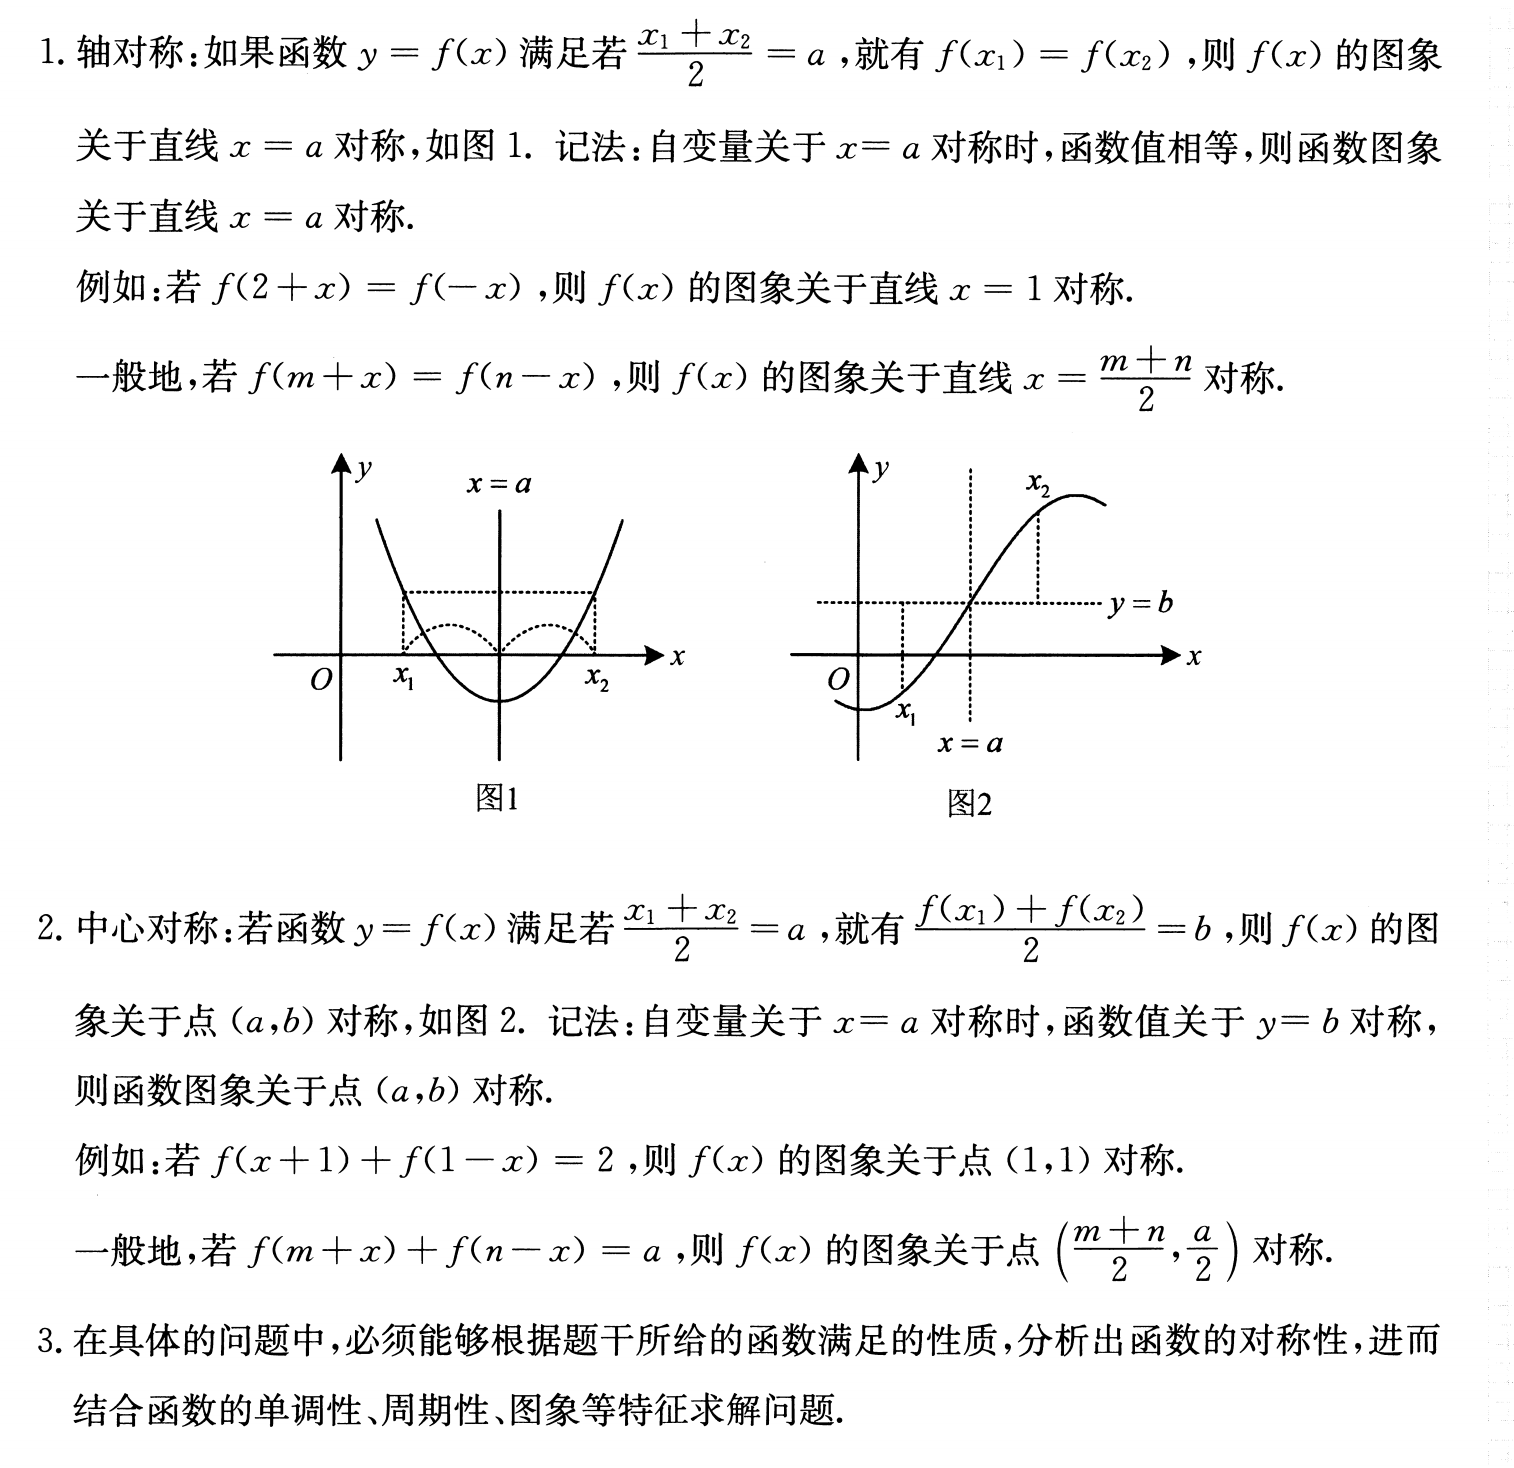 1. 轴对称:如果函数 y = f(x) 满足若 \frac{x₁+x₂}{2} = a ,就有 f(x₁) = f(x₂) ,则 f(x) 的图象
关于直线 x = a 对称,如图 1. 记法:自变量关于 x= a 对称时,函数值相等,则函数图象
关于直线 x = a 对称.
例如:若 f(2+x) = f(-x) ,则 f(x) 的图象关于直线 x = 1 对称.
一般地,若 f(m+x) = f(n-x) ,则 f(x) 的图象关于直线 x = \frac{m+n}{2} 对称.
y
x = a
O
x₁
x₂
x
图1
y
x₂
y = b
x
O
x₁
x = a
图2
2. 中心对称:若函数 y= f(x) 满足若 \frac{x₁+x₂}{2} = a ,就有 \frac{f(x₁)+f(x₂)}{2} = b ,则 f(x) 的图
象关于点 (a,b) 对称,如图 2. 记法:自变量关于 x= a 对称时,函数值关于 y= b 对称,
则函数图象关于点 (a,b) 对称.
例如:若 f(x+1)+f(1-x) = 2 ,则 f(x) 的图象关于点 (1,1) 对称.
一般地,若 f(m+x)+f(n-x) = a ,则 f(x) 的图象关于点 (\frac{m+n}{2},\frac{a}{2}) 对称.
3. 在具体的问题中,必须能够根据题干所给的函数满足的性质,分析出函数的对称性,进而
结合函数的单调性、周期性、图象等特征求解问题.